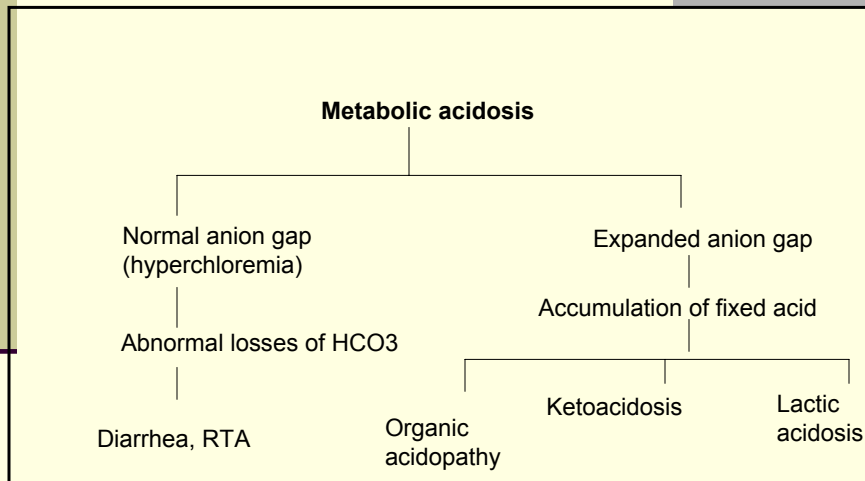 Metabolic acidosis
Normal anion gap
(hyperchloremia)
Expanded anion gap
Abnormal losses of HCO3
Accumulation of fixed acid
Diarrhea, RTA
Organic
acidopathy
Ketoacidosis
Lactic
acidosis